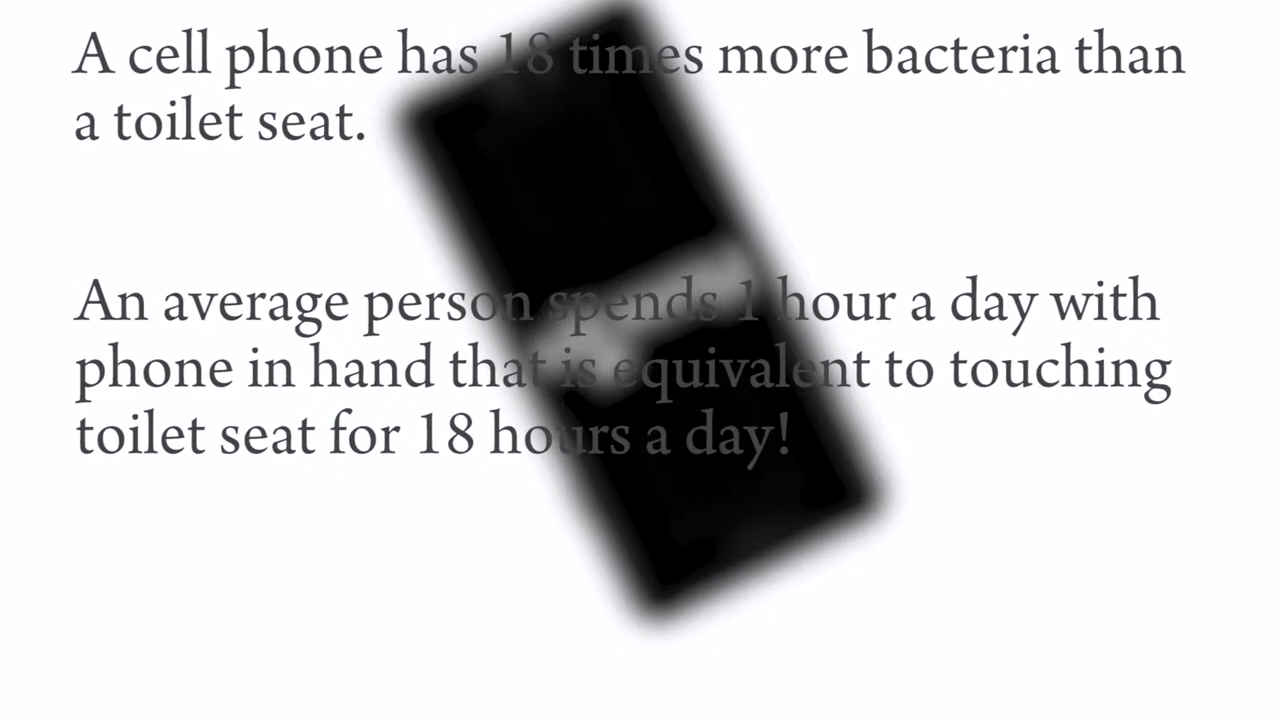 A cell phone has 18 times more bacteria than
a toilet seat.
An average person spends 1 hour a day with
phone in hand that is equivalent to touching
toilet seat for 18 hours a day!